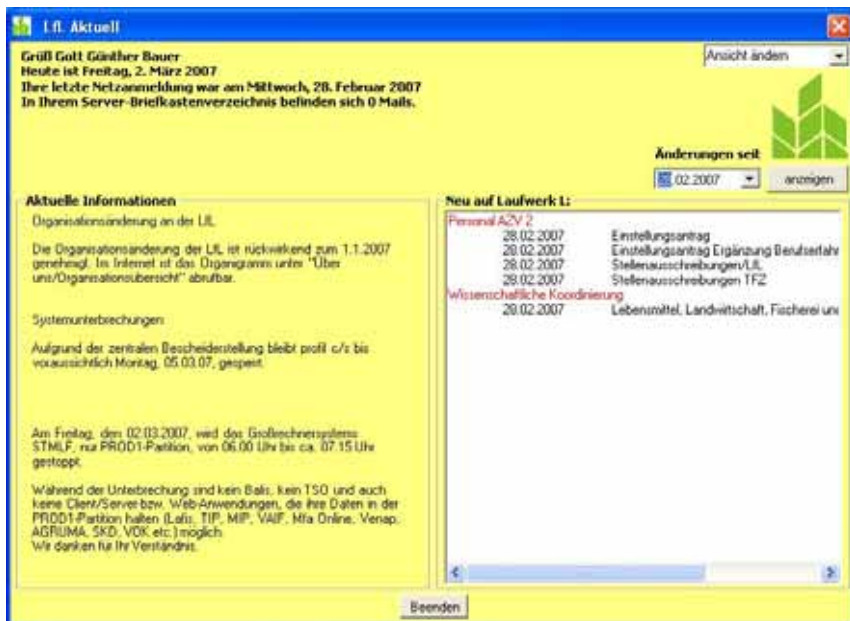 LfL Aktuell
Grüß Gott Günther Bauer
Heute ist Freitag, 2. März 2007
Ihre letzte Netzanmeldung war am Mittwoch, 28. Februar 2007
In Ihrem Server-Briefkastenverzeichnis befinden sich 0 Mails.
Ansicht ändern
Änderungen seit
28.02.2007
anzeigen
Aktuelle Informationen
Organisationsänderung an der LfL
Die Organisationsänderung der LfL ist rückwirkend zum 1.1.2007
genehmigt. Im Internet ist das Organigramm unter "Über
uns/Organisationsübersicht" abrufbar.
Systemunterbrechungen
Aufgrund der zentralen Bescheiderstellung bleibt profil c/s bis
voraussichtlich Montag, 05.03.07, gesperrt.
Am Freitag, den 02.03.2007, wird das Großrechnersystems
STMLF, nur PROD1-Partition, von 06.00 Uhr bis ca. 07.15 Uhr
gestoppt.
Während der Unterbrechung sind kein Balis, kein TSO und auch
keine Client/Server bzw. Web-Anwendungen, die ihre Daten in der
PROD1-Partition halten (Lafis, TIP, MIP, VAIF, Mfa Online, Venap,
AGRUMA, SKD, VOK etc.) möglich.
Wir danken für Ihr Verständnis.
Neu auf Laufwerk L:
Personal AZV 2
28.02.2007 Einstellungsantrag
28.02.2007 Einstellungsantrag Ergänzung Berufserfahr
28.02.2007 Stellenausschreibungen/LfL
28.02.2007 Stellenausschreibungen TFZ
Wissenschaftliche Koordinierung
28.02.2007 Lebensmittel, Landwirtschaft, Fischerei und
Beenden